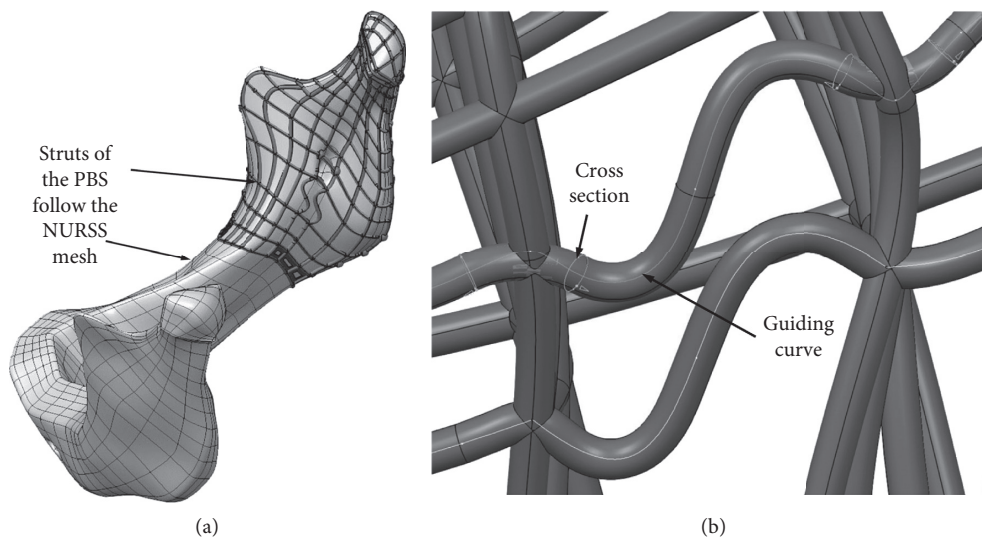 Struts of
the PBS
follow the
NURSS
mesh
Cross
section
Guiding
curve
(a)
(b)